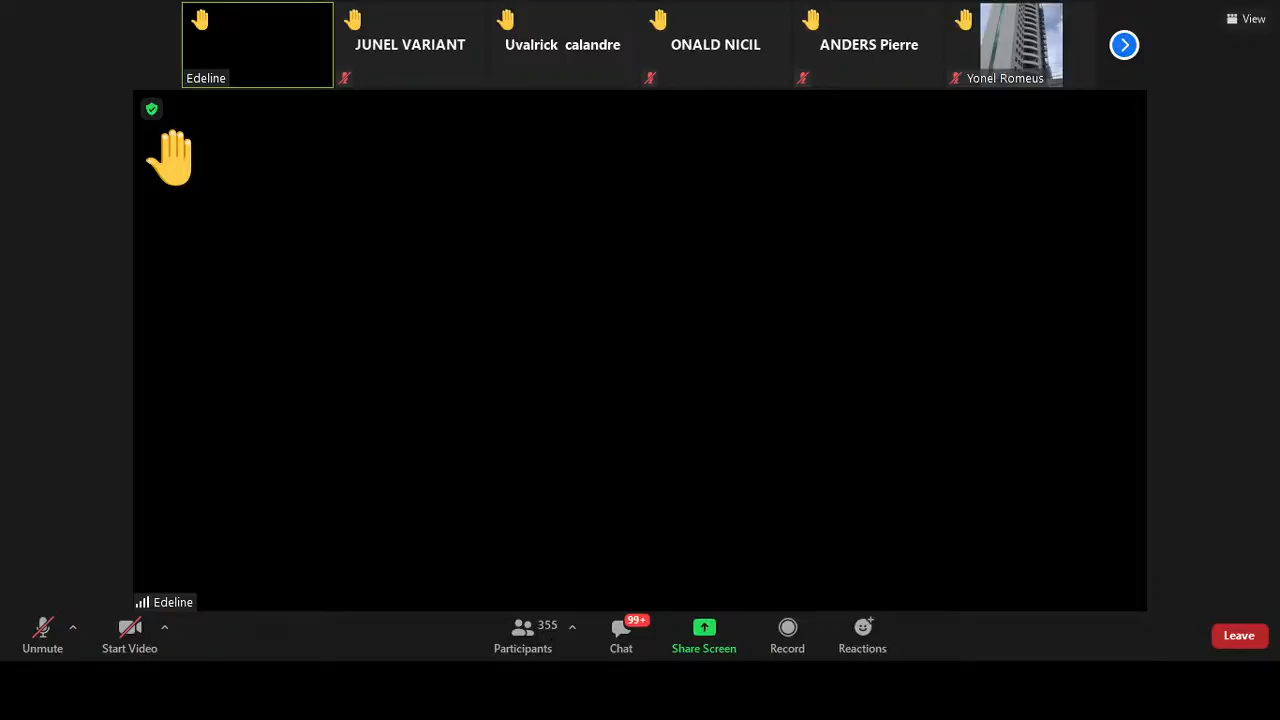 View
Edeline
JUNEL VARIANT
Uvalrick calandre
ONALD NICIL
ANDERS Pierre
Yonel Romeus
Edeline
Unmute
Start Video
355
Participants
99+
Chat
Share Screen
Record
Reactions
Leave